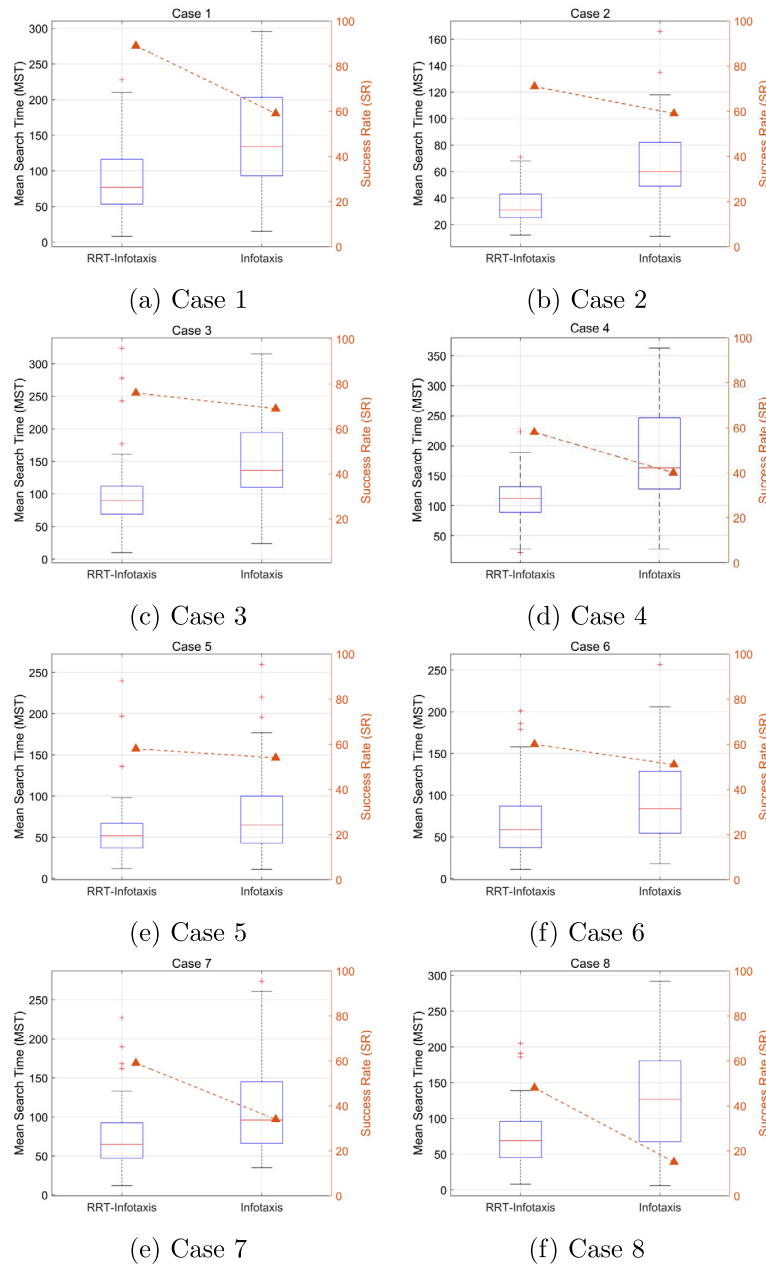 Case 1
Mean Search Time (MST)
300
250
200
150
100
50
0
100
80
60
40
20
0
Success Rate (SR)
RRT-Infotaxis Infotaxis
(a) Case 1
Case 2
Mean Search Time (MST)
160
140
120
100
80
60
40
20
100
80
60
40
20
0
Success Rate (SR)
RRT-Infotaxis Infotaxis
(b) Case 2
Case 3
Mean Search Time (MST)
300
250
200
150
100
50
0
100
80
60
40
20
Success Rate (SR)
RRT-Infotaxis Infotaxis
(c) Case 3
Case 4
Mean Search Time (MST)
350
300
250
200
150
100
50
100
80
60
40
20
0
Success Rate (SR)
RRT-Infotaxis Infotaxis
(d) Case 4
Case 5
Mean Search Time (MST)
250
200
150
100
50
0
100
80
60
40
20
0
Success Rate (SR)
RRT-Infotaxis Infotaxis
(e) Case 5
Case 6
Mean Search Time (MST)
250
200
150
100
50
0
100
80
60
40
20
0
Success Rate (SR)
RRT-Infotaxis Infotaxis
(f) Case 6
Case 7
Mean Search Time (MST)
250
200
150
100
50
0
100
80
60
40
20
0
Success Rate (SR)
RRT-Infotaxis Infotaxis
(e) Case 7
Case 8
Mean Search Time (MST)
300
250
200
150
100
50
0
100
80
60
40
20
0
Success Rate (SR)
RRT-Infotaxis Infotaxis
(f) Case 8